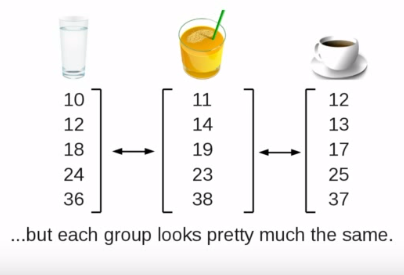 10 11 12
12 14 13
18 19 17
24 23 25
36 38 37
...but each group looks pretty much the same.